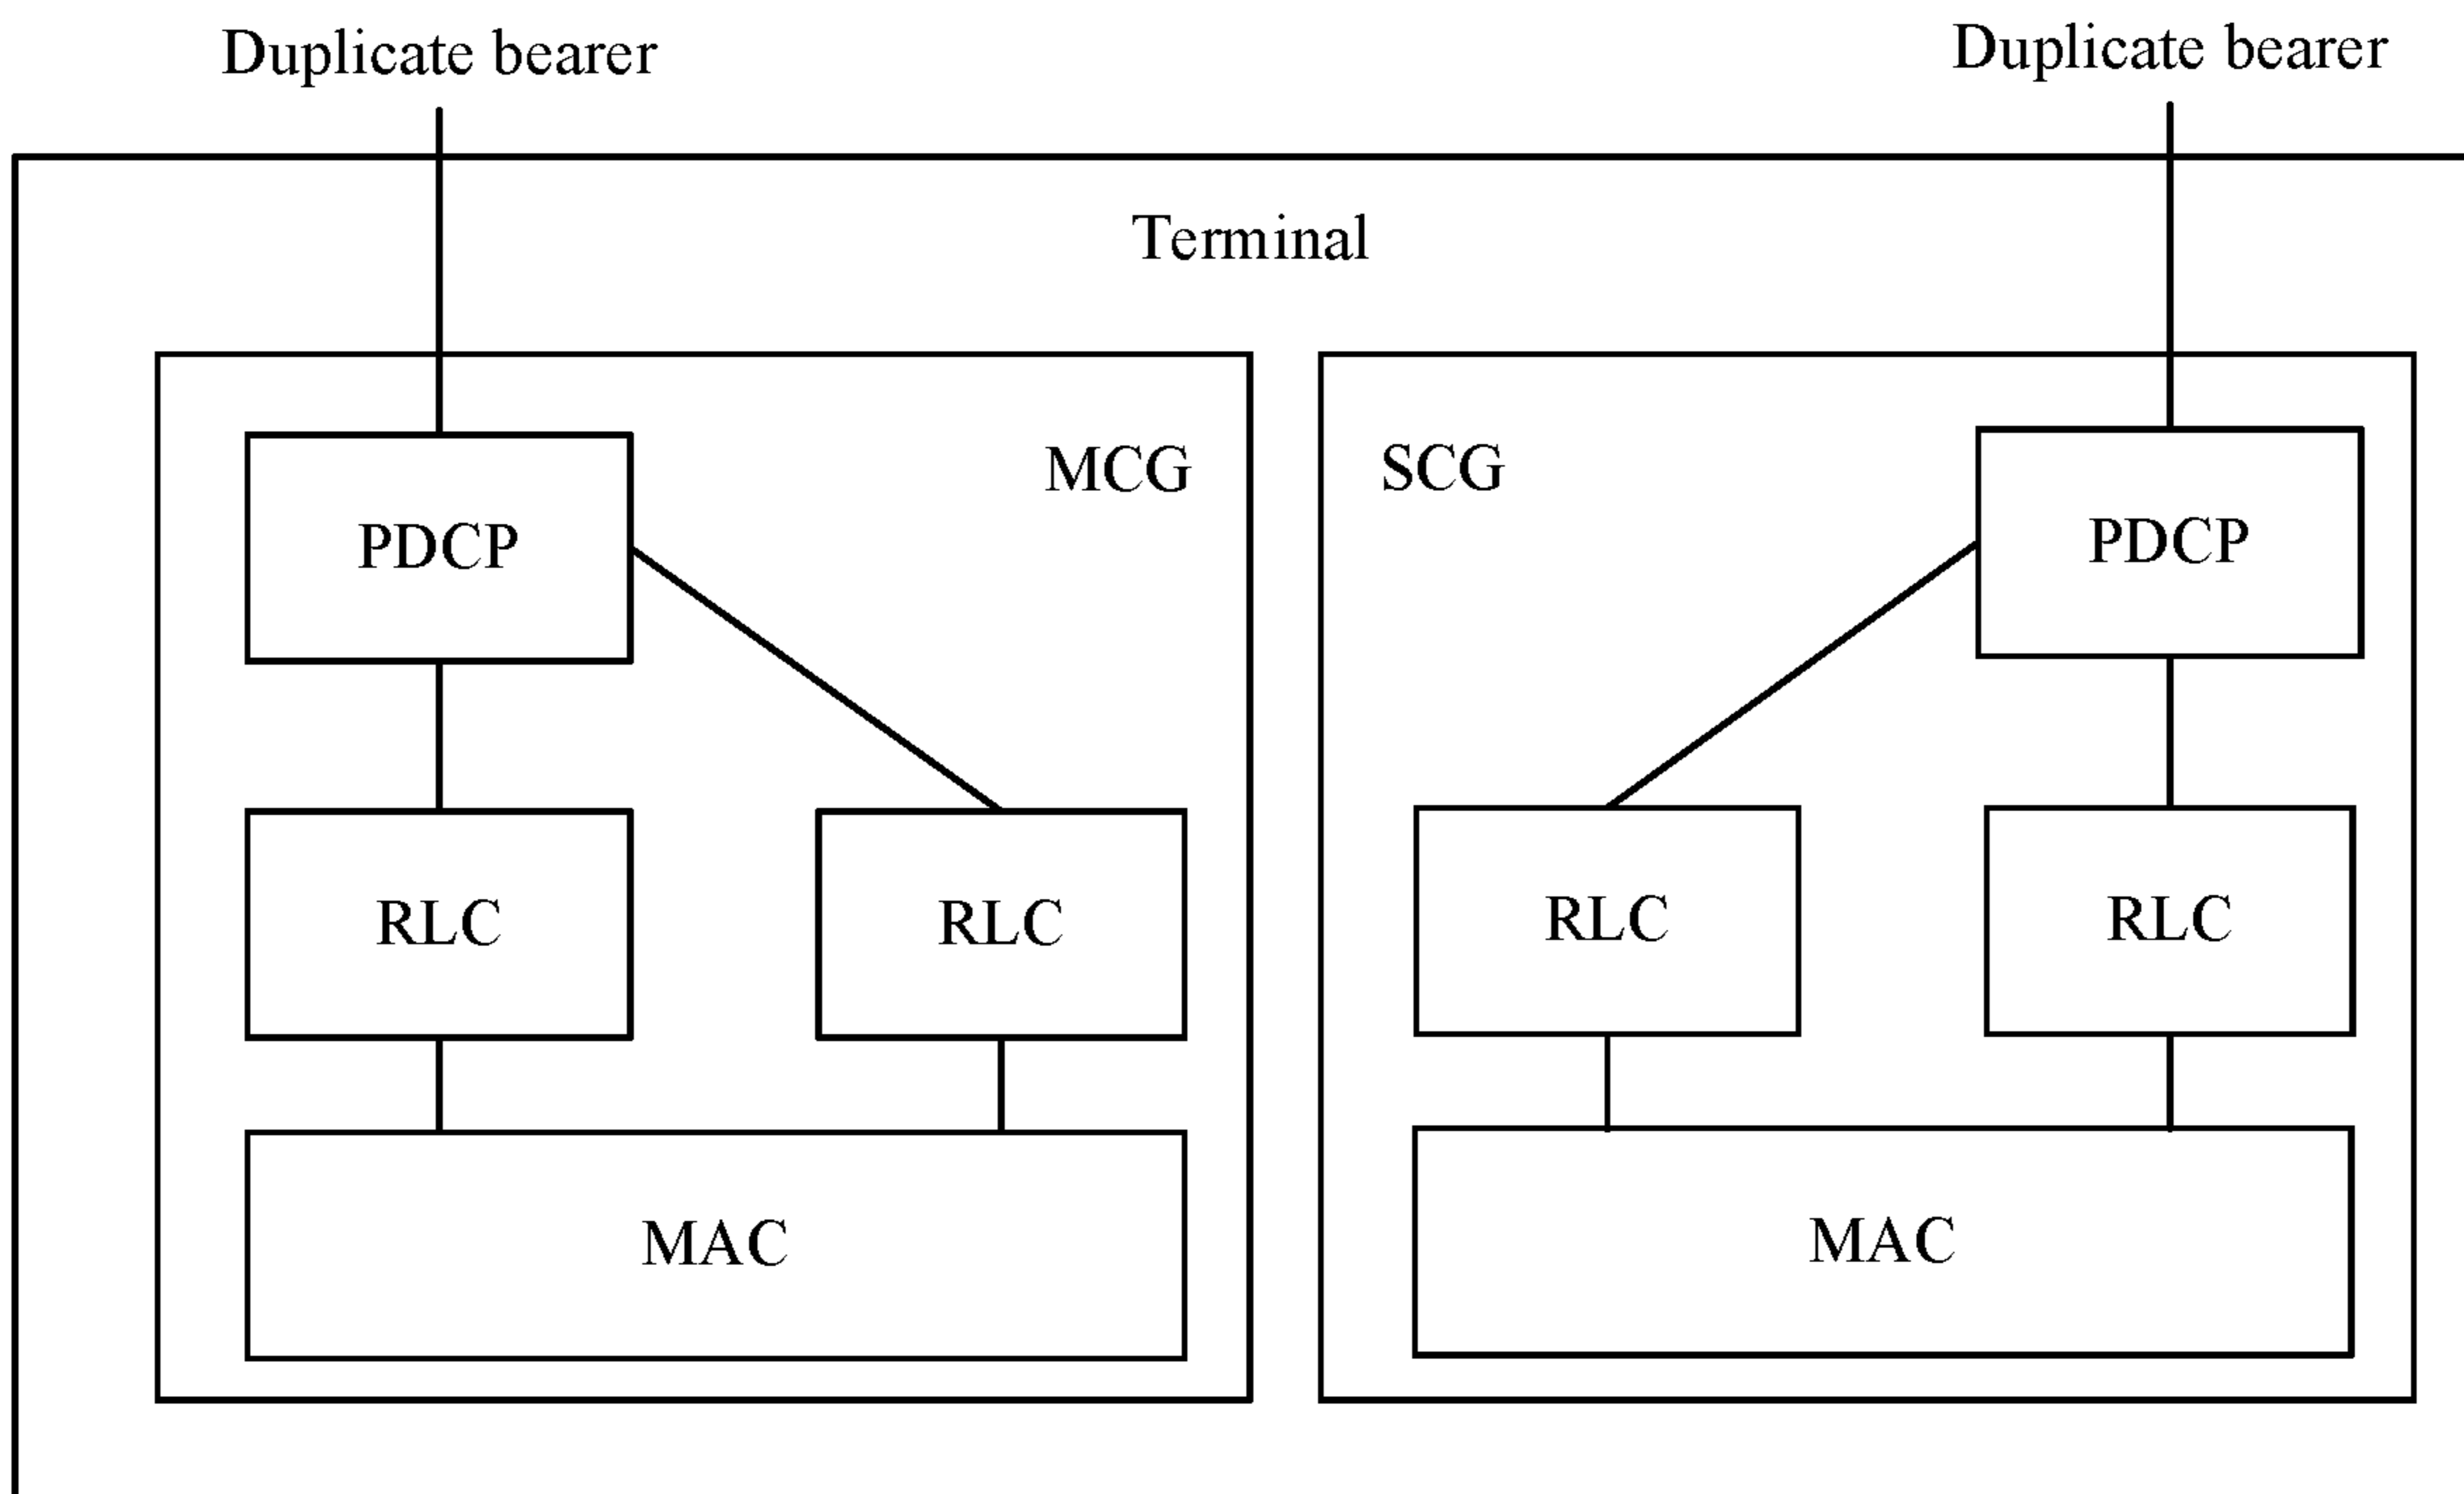 Duplicate bearer
Duplicate bearer
Terminal
MCG
SCG
PDCP
PDCP
RLC
RLC
RLC
RLC
MAC
MAC